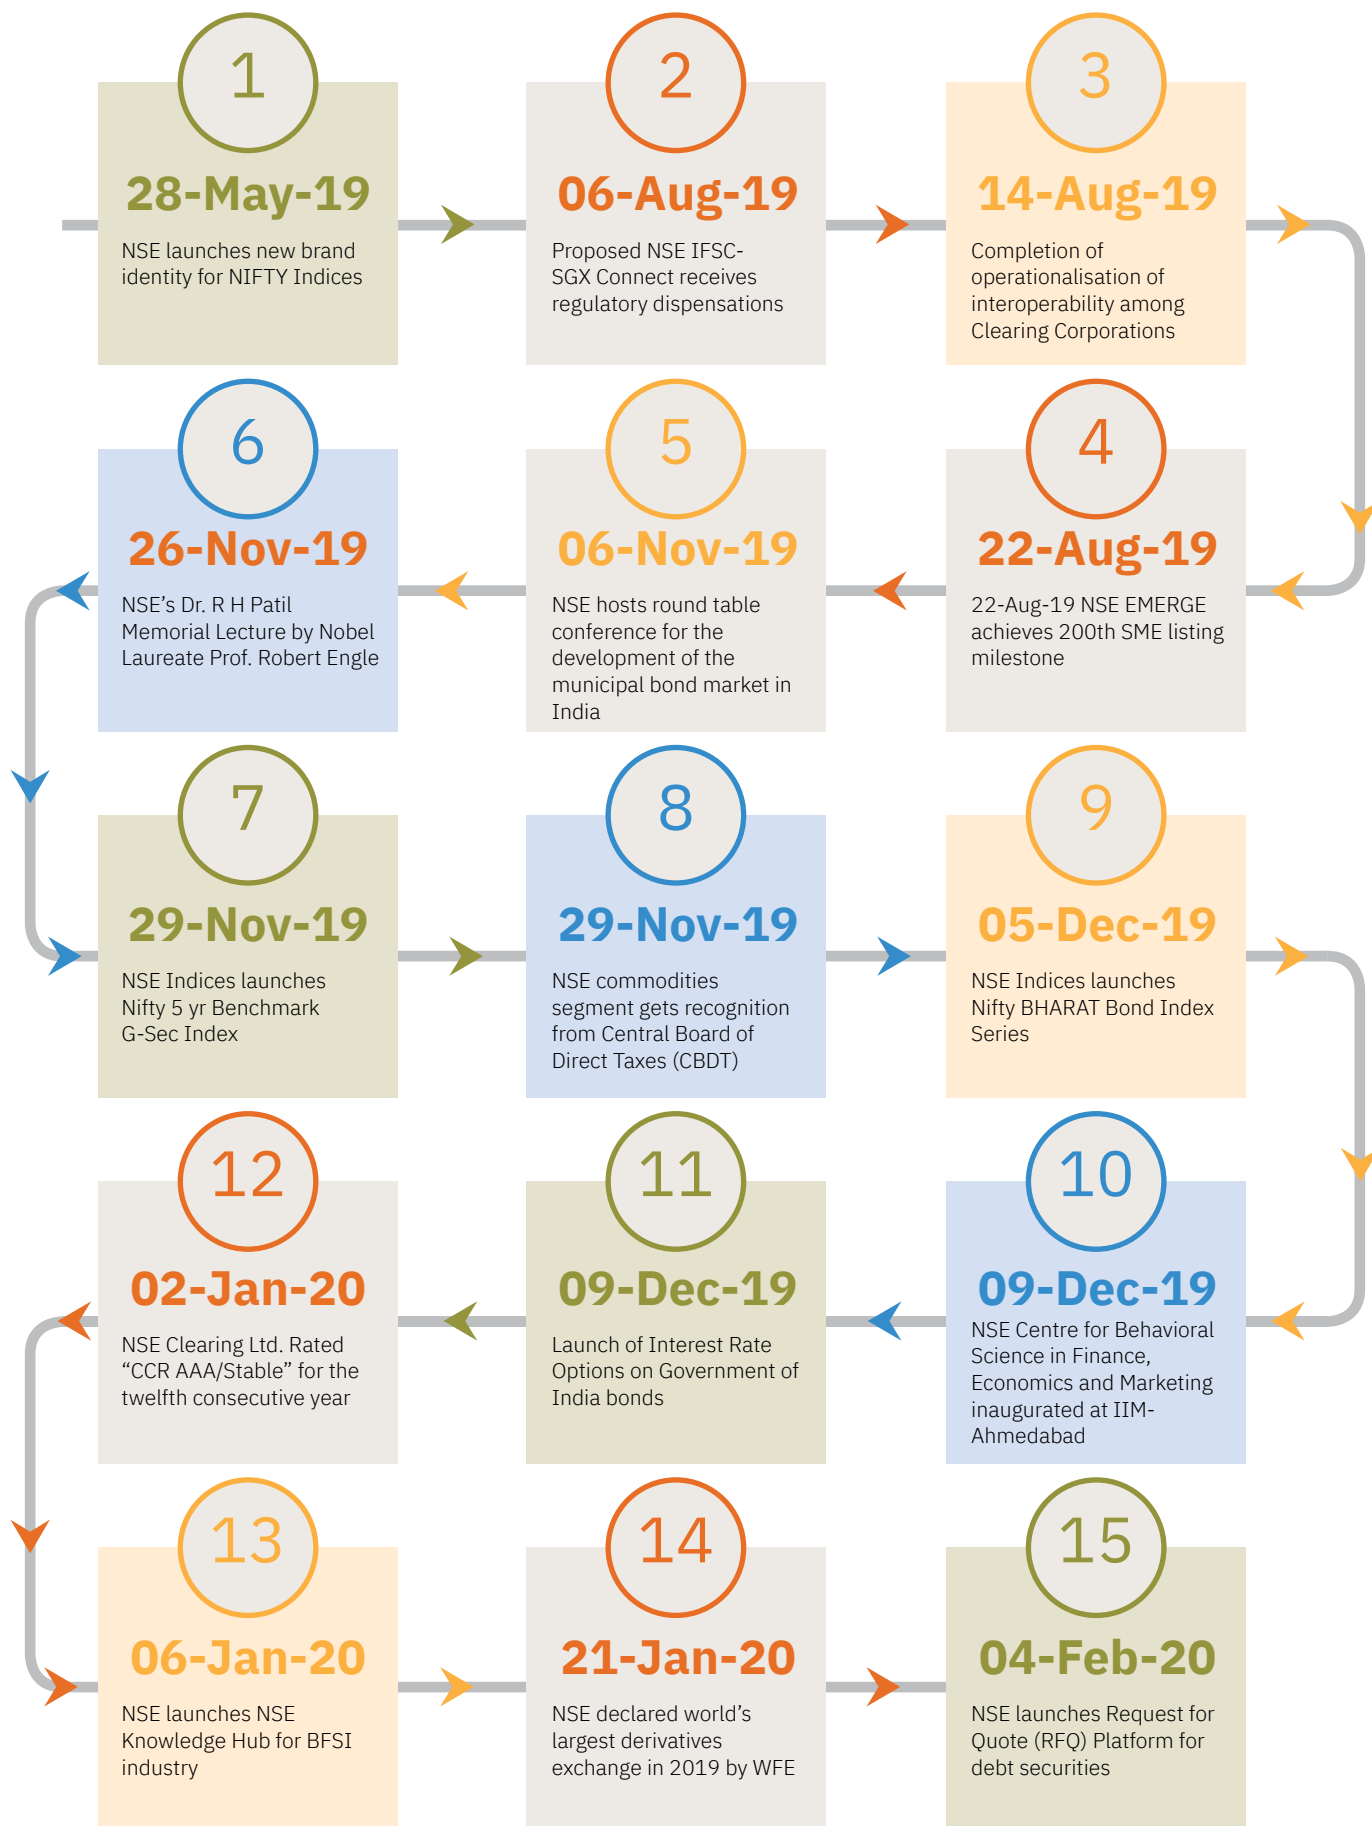 1
28-May-19
NSE launches new brand
identity for NIFTY Indices
2
06-Aug-19
Proposed NSE IFSC-
SGX Connect receives
regulatory dispensations
3
14-Aug-19
Completion of
operationalisation of
interoperability among
Clearing Corporations
4
22-Aug-19
22-Aug-19 NSE EMERGE
achieves 200th SME listing
milestone
5
06-Nov-19
NSE hosts round table
conference for the
development of the
municipal bond market in
India
6
26-Nov-19
NSE’s Dr. R H Patil
Memorial Lecture by Nobel
Laureate Prof. Robert Engle
7
29-Nov-19
NSE Indices launches
Nifty 5 yr Benchmark
G-Sec Index
8
29-Nov-19
NSE commodities
segment gets recognition
from Central Board of
Direct Taxes (CBDT)
9
05-Dec-19
NSE Indices launches
Nifty BHARAT Bond Index
Series
10
09-Dec-19
NSE Centre for Behavioral
Science in Finance,
Economics and Marketing
inaugurated at IIM-
Ahmedabad
11
09-Dec-19
Launch of Interest Rate
Options on Government of
India bonds
12
02-Jan-20
NSE Clearing Ltd. Rated
“CCR AAA/Stable” for the
twelfth consecutive year
13
06-Jan-20
NSE launches NSE
Knowledge Hub for BFSI
industry
14
21-Jan-20
NSE declared world’s
largest derivatives
exchange in 2019 by WFE
15
04-Feb-20
NSE launches Request for
Quote (RFQ) Platform for
debt securities